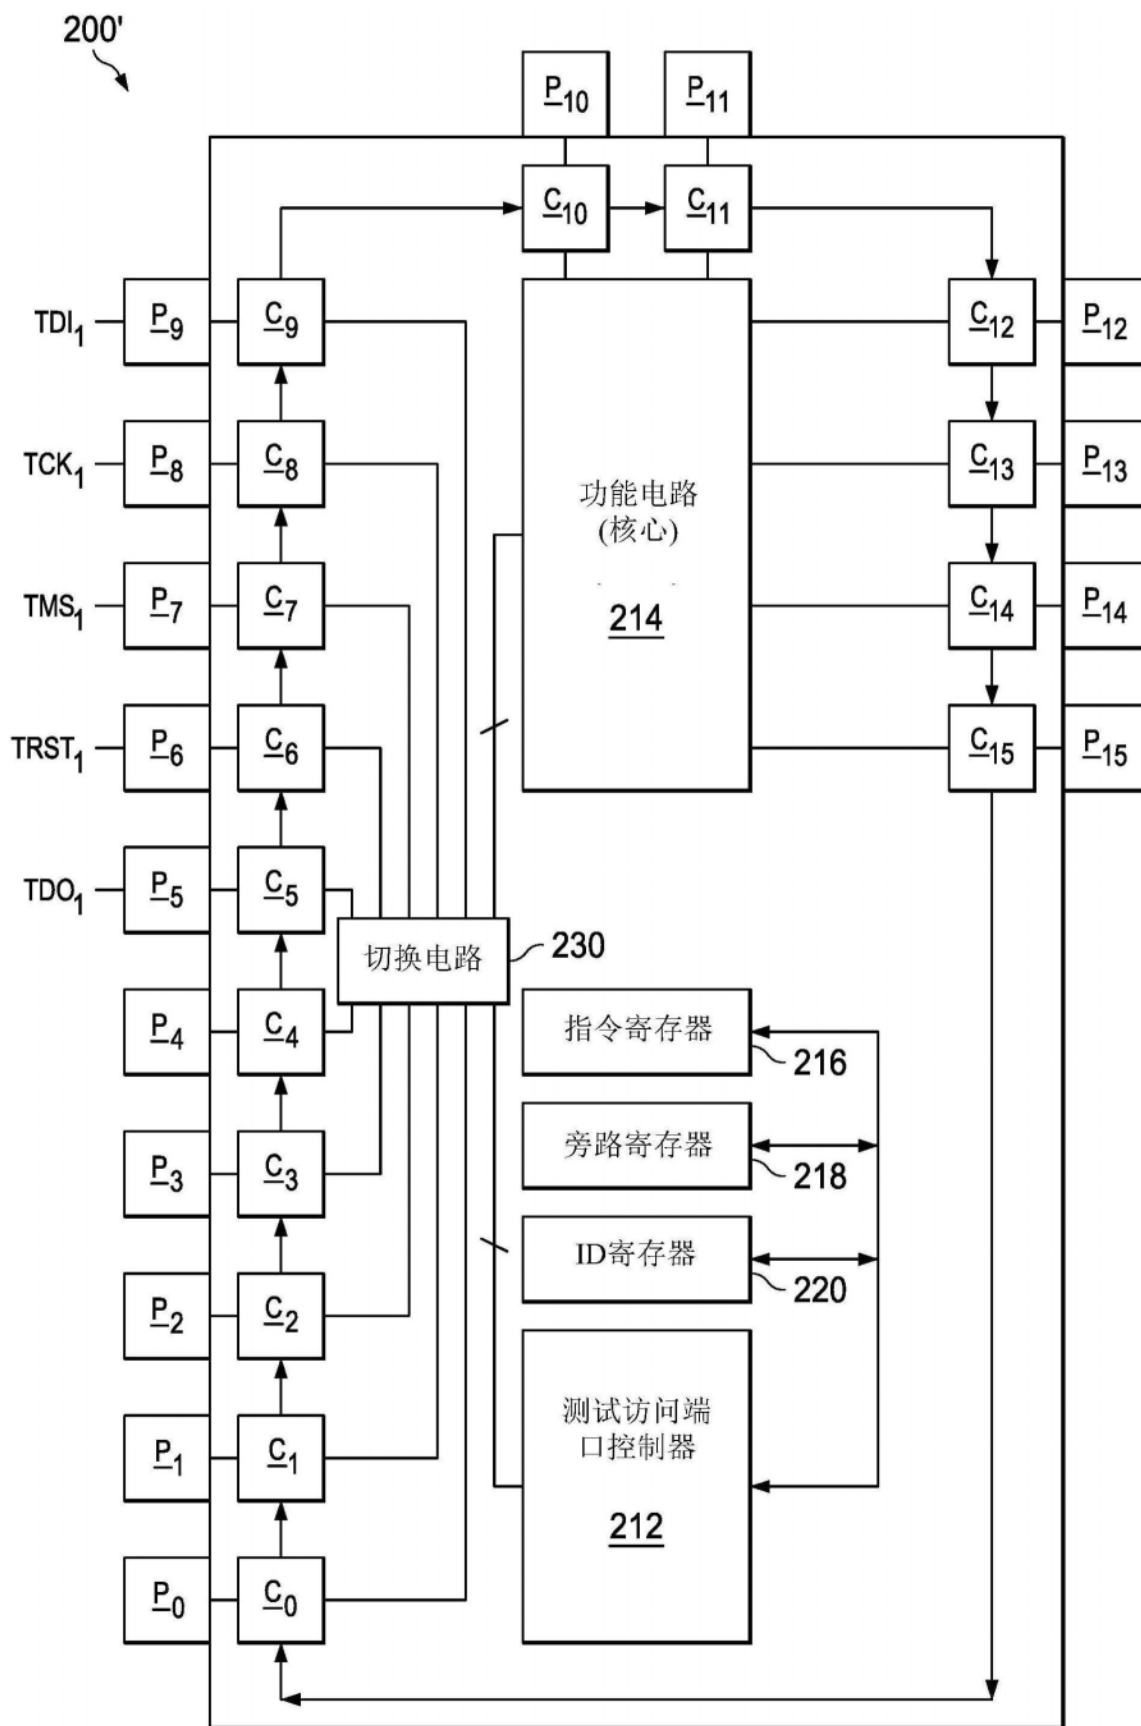 200'
P10 P11
C10 C11
TDI1 P9 C9 C12 P12
TCK1 P8 C8 C13 P13
功能电路
(核心)
TMS1 P7 C7 214 C14 P14
TRST1 P6 C6 C15 P15
TDO1 P5 C5
切换电路 230
P4 C4 指令寄存器 216
P3 C3 旁路寄存器 218
ID寄存器 220
P2 C2
测试访问端
口控制器
P1 C1
212
P0 C0